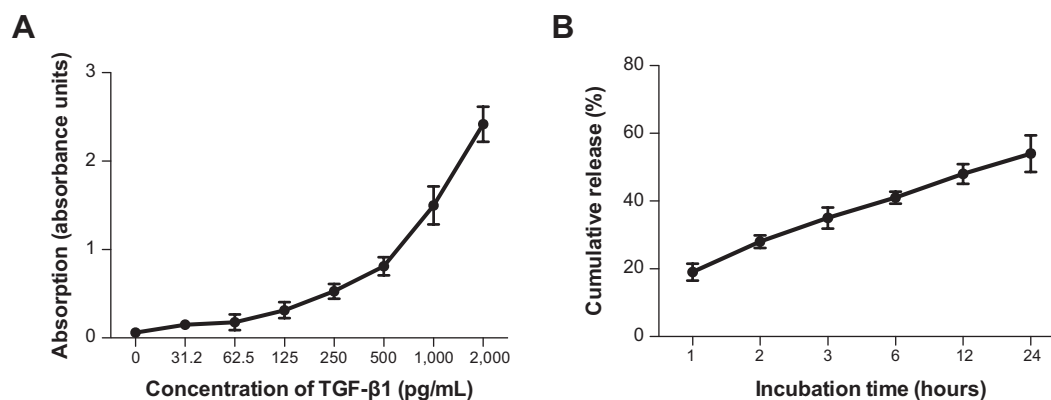 A
Absorption (absorbance units)
3
2
1
0
0 31.2 62.5 125 250 500 1,000 2,000
Concentration of TGF-β1 (pg/mL)
B
Cumulative release (%)
80
60
40
20
0
1 2 3 6 12 24
Incubation time (hours)